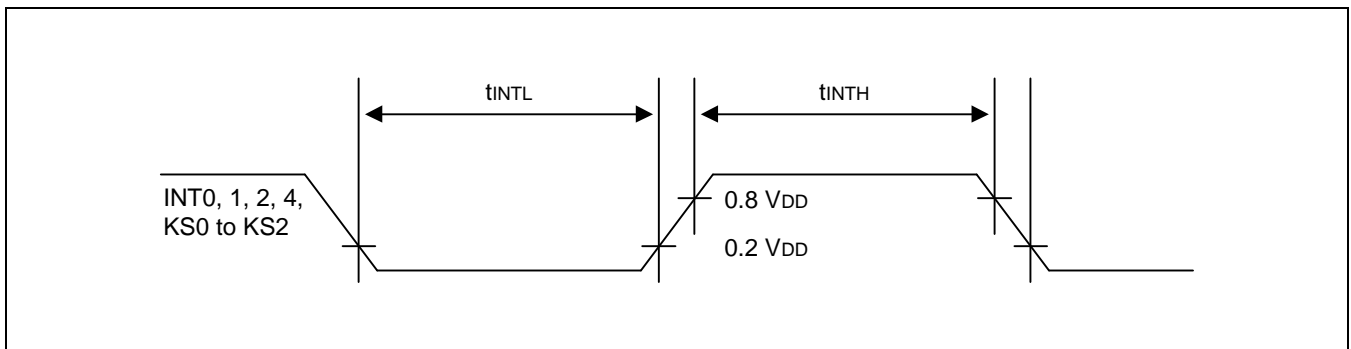 tINTL
tINTH
INT0, 1, 2, 4,
KS0 to KS2
0.8 VDD
0.2 VDD